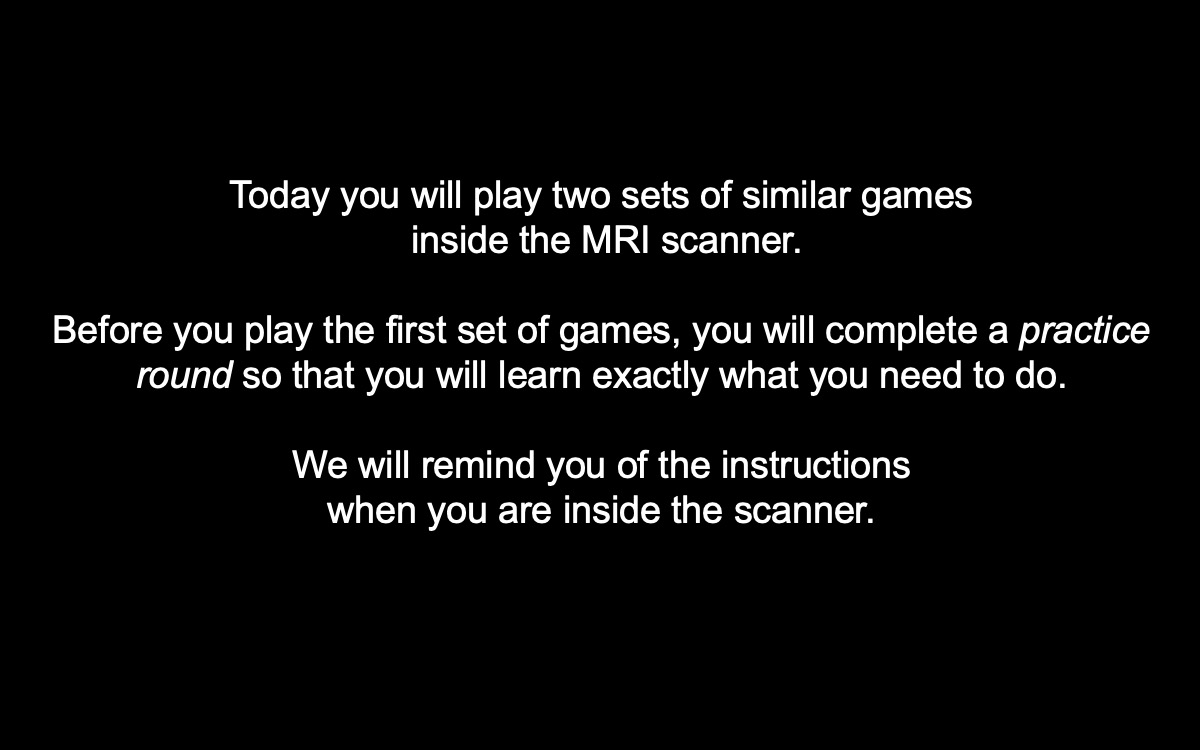 Today you will play two sets of similar games
inside the MRI scanner.
Before you play the first set of games, you will complete a practice
round so that you will learn exactly what you need to do.
We will remind you of the instructions
when you are inside the scanner.